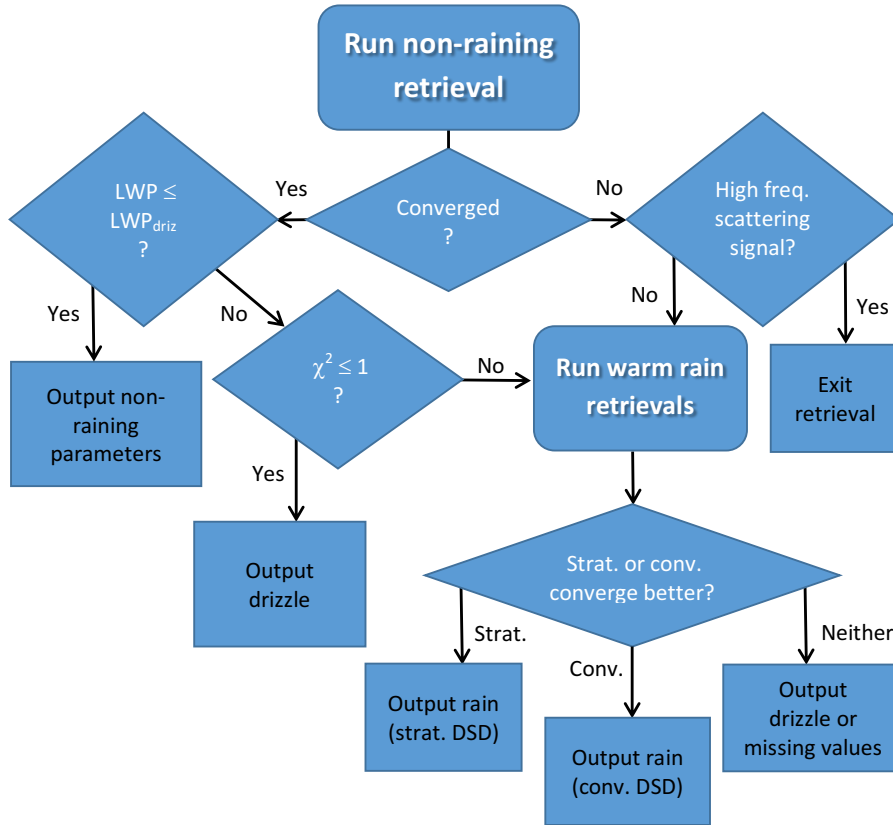 Run non-raining
retrieval
LWP ≤
LWP_driz
?
Yes
Converged
?
No
High freq.
scattering
signal?
Yes
No
No
Yes
Output non-
raining
parameters
χ² ≤ 1
?
No
Run warm rain
retrievals
Exit
retrieval
Yes
Output
drizzle
Strat. or conv.
converge better?
Strat.
Conv.
Neither
Output rain
(strat. DSD)
Output rain
(conv. DSD)
Output
drizzle or
missing values